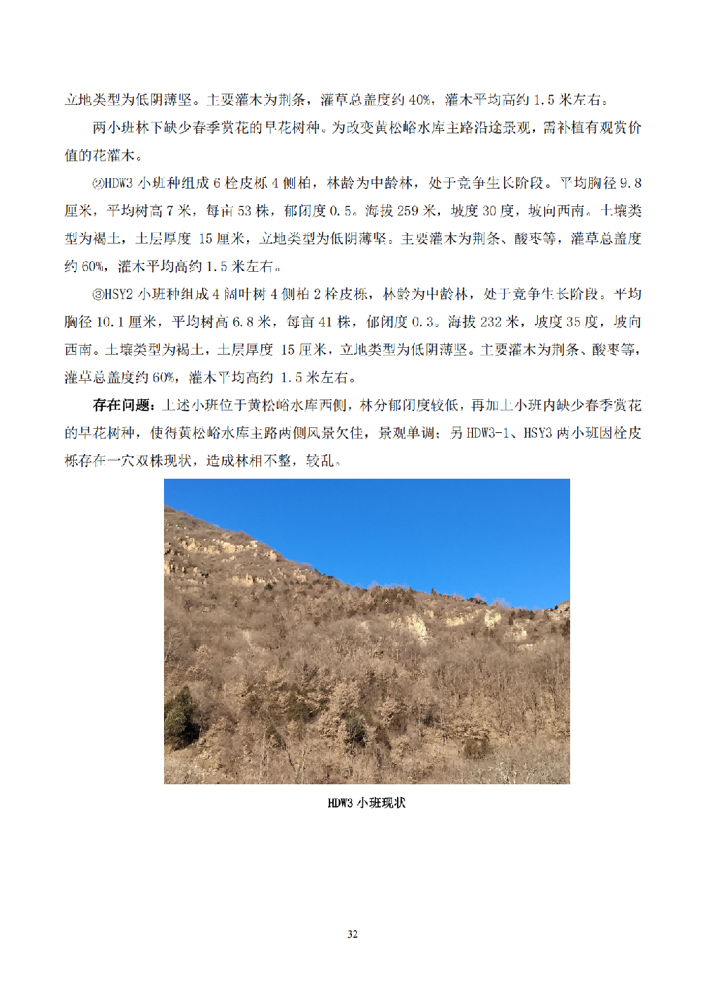 立地类型为低阴薄坚。主要灌木为荆条，灌草总盖度约 40%，灌木平均高约 1.5 米左右。
两小班林下缺少春季赏花的早花树种。为改变黄松峪水库主路沿途景观，需补植有观赏价
值的花灌木。
②HDW3 小班种组成 6 栓皮栎 4 侧柏，林龄为中龄林，处于竞争生长阶段。平均胸径 9.8
厘米，平均树高 7 米，每亩 53 株，郁闭度 0.5。海拔 259 米，坡度 30 度，坡向西南。土壤类
型为褐土，土层厚度 15 厘米，立地类型为低阴薄坚。主要灌木为荆条、酸枣等，灌草总盖度
约 60%，灌木平均高约 1.5 米左右。
③HSY2 小班种组成 4 阔叶树 4 侧柏 2 栓皮栎，林龄为中龄林，处于竞争生长阶段。平均
胸径 10.1 厘米，平均树高 6.8 米，每亩 41 株，郁闭度 0.3。海拔 232 米，坡度 35 度，坡向
西南。土壤类型为褐土，土层厚度 15 厘米，立地类型为低阴薄坚。主要灌木为荆条、酸枣等，
灌草总盖度约 60%，灌木平均高约 1.5 米左右。
存在问题：上述小班位于黄松峪水库西侧，林分郁闭度较低，再加上小班内缺少春季赏花
的早花树种，使得黄松峪水库主路两侧风景欠佳，景观单调；另 HDW3-1、HSY3 两小班因栓皮
栎存在一穴双株现状，造成林相不整，较乱。
HDW3 小班现状
32